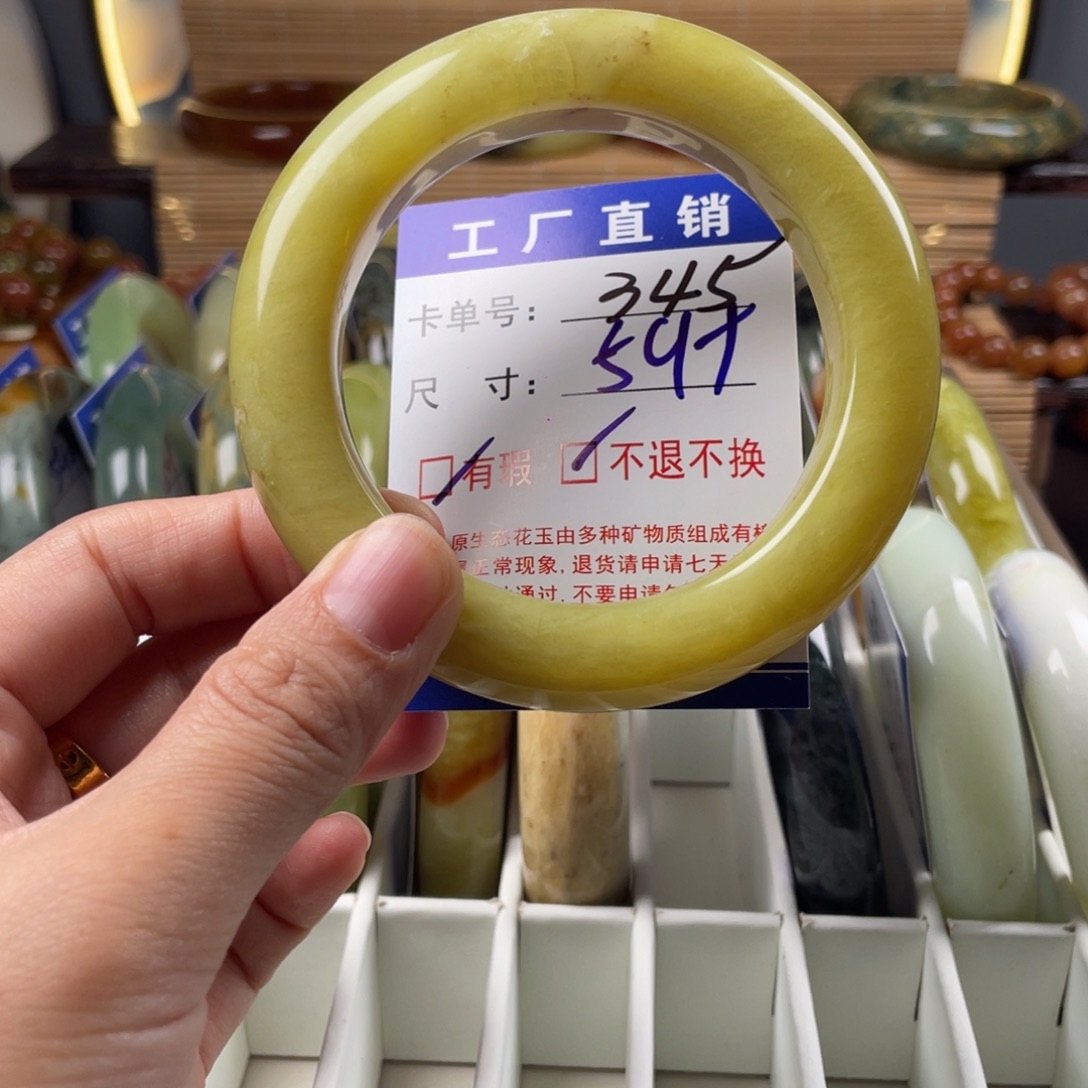 工厂直销
卡单号: 345
尺 寸: 597
有瑕 不退不换
原生态花玉由多种矿物质组成有
正常现象, 退货请申请七天
通过, 不要申请